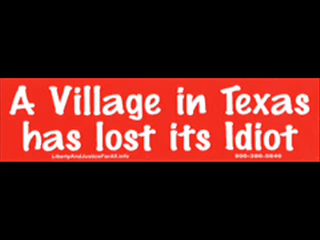 A Village in Texas
has lost its Idiot
LibertyAndJusticeForAll.info